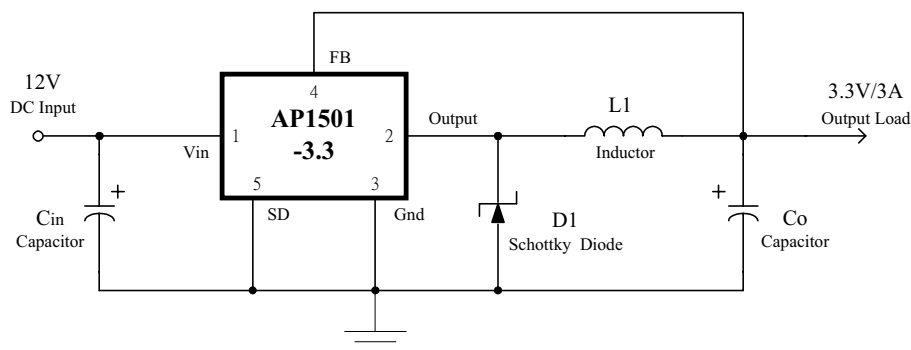 FB
12V
DC Input
4
AP1501
-3.3
1
2
Vin
Output
L1
Inductor
3.3V/3A
Output Load
5
3
SD
Gnd
+
Cin
Capacitor
D1
Schottky Diode
+
Co
Capacitor